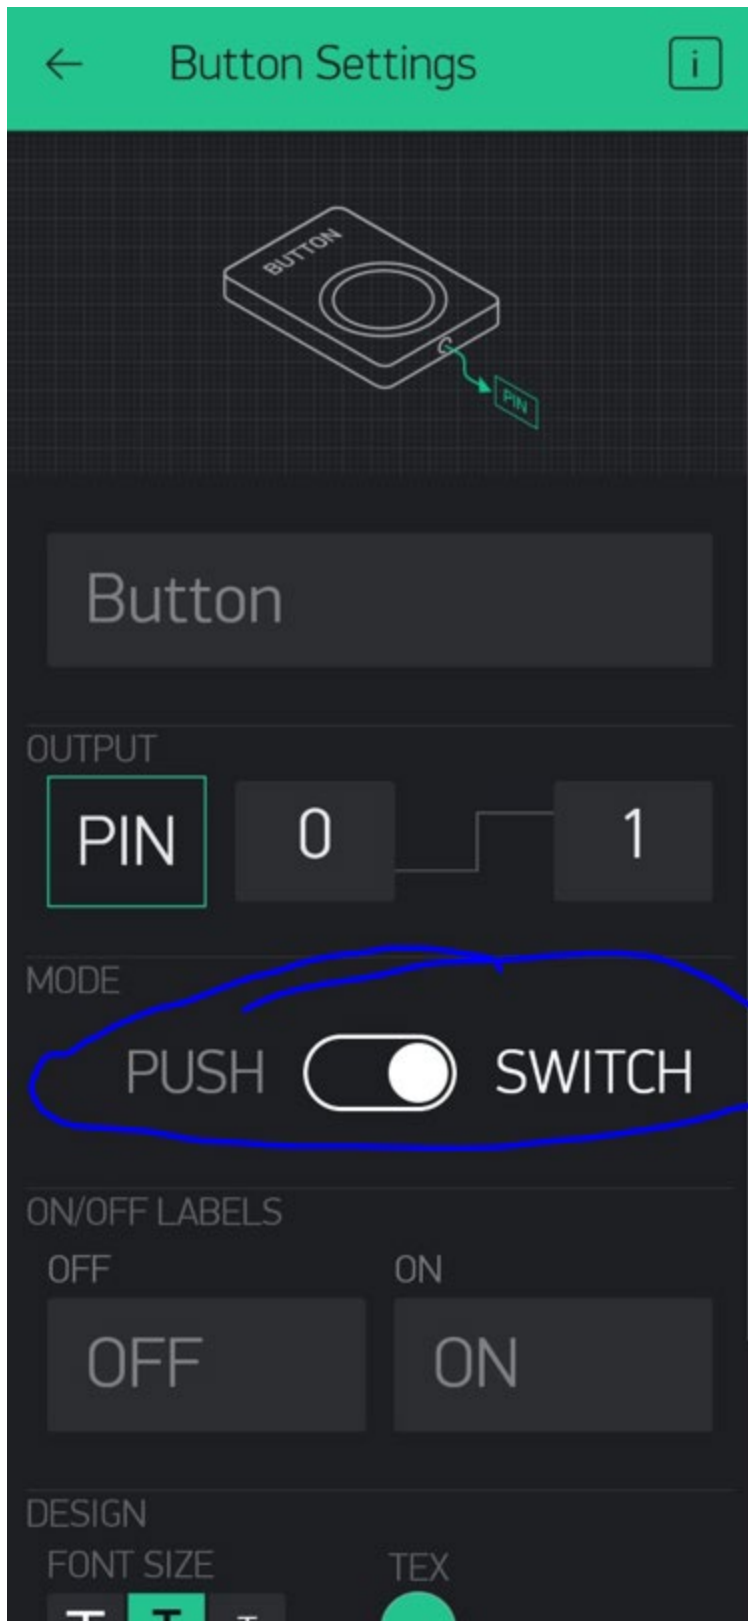 Button Settings
i
BUTTON
PIN
Button
OUTPUT
PIN 0 1
MODE
PUSH SWITCH
ON/OFF LABELS
OFF ON
OFF ON
DESIGN
FONT SIZE TEX
T T T